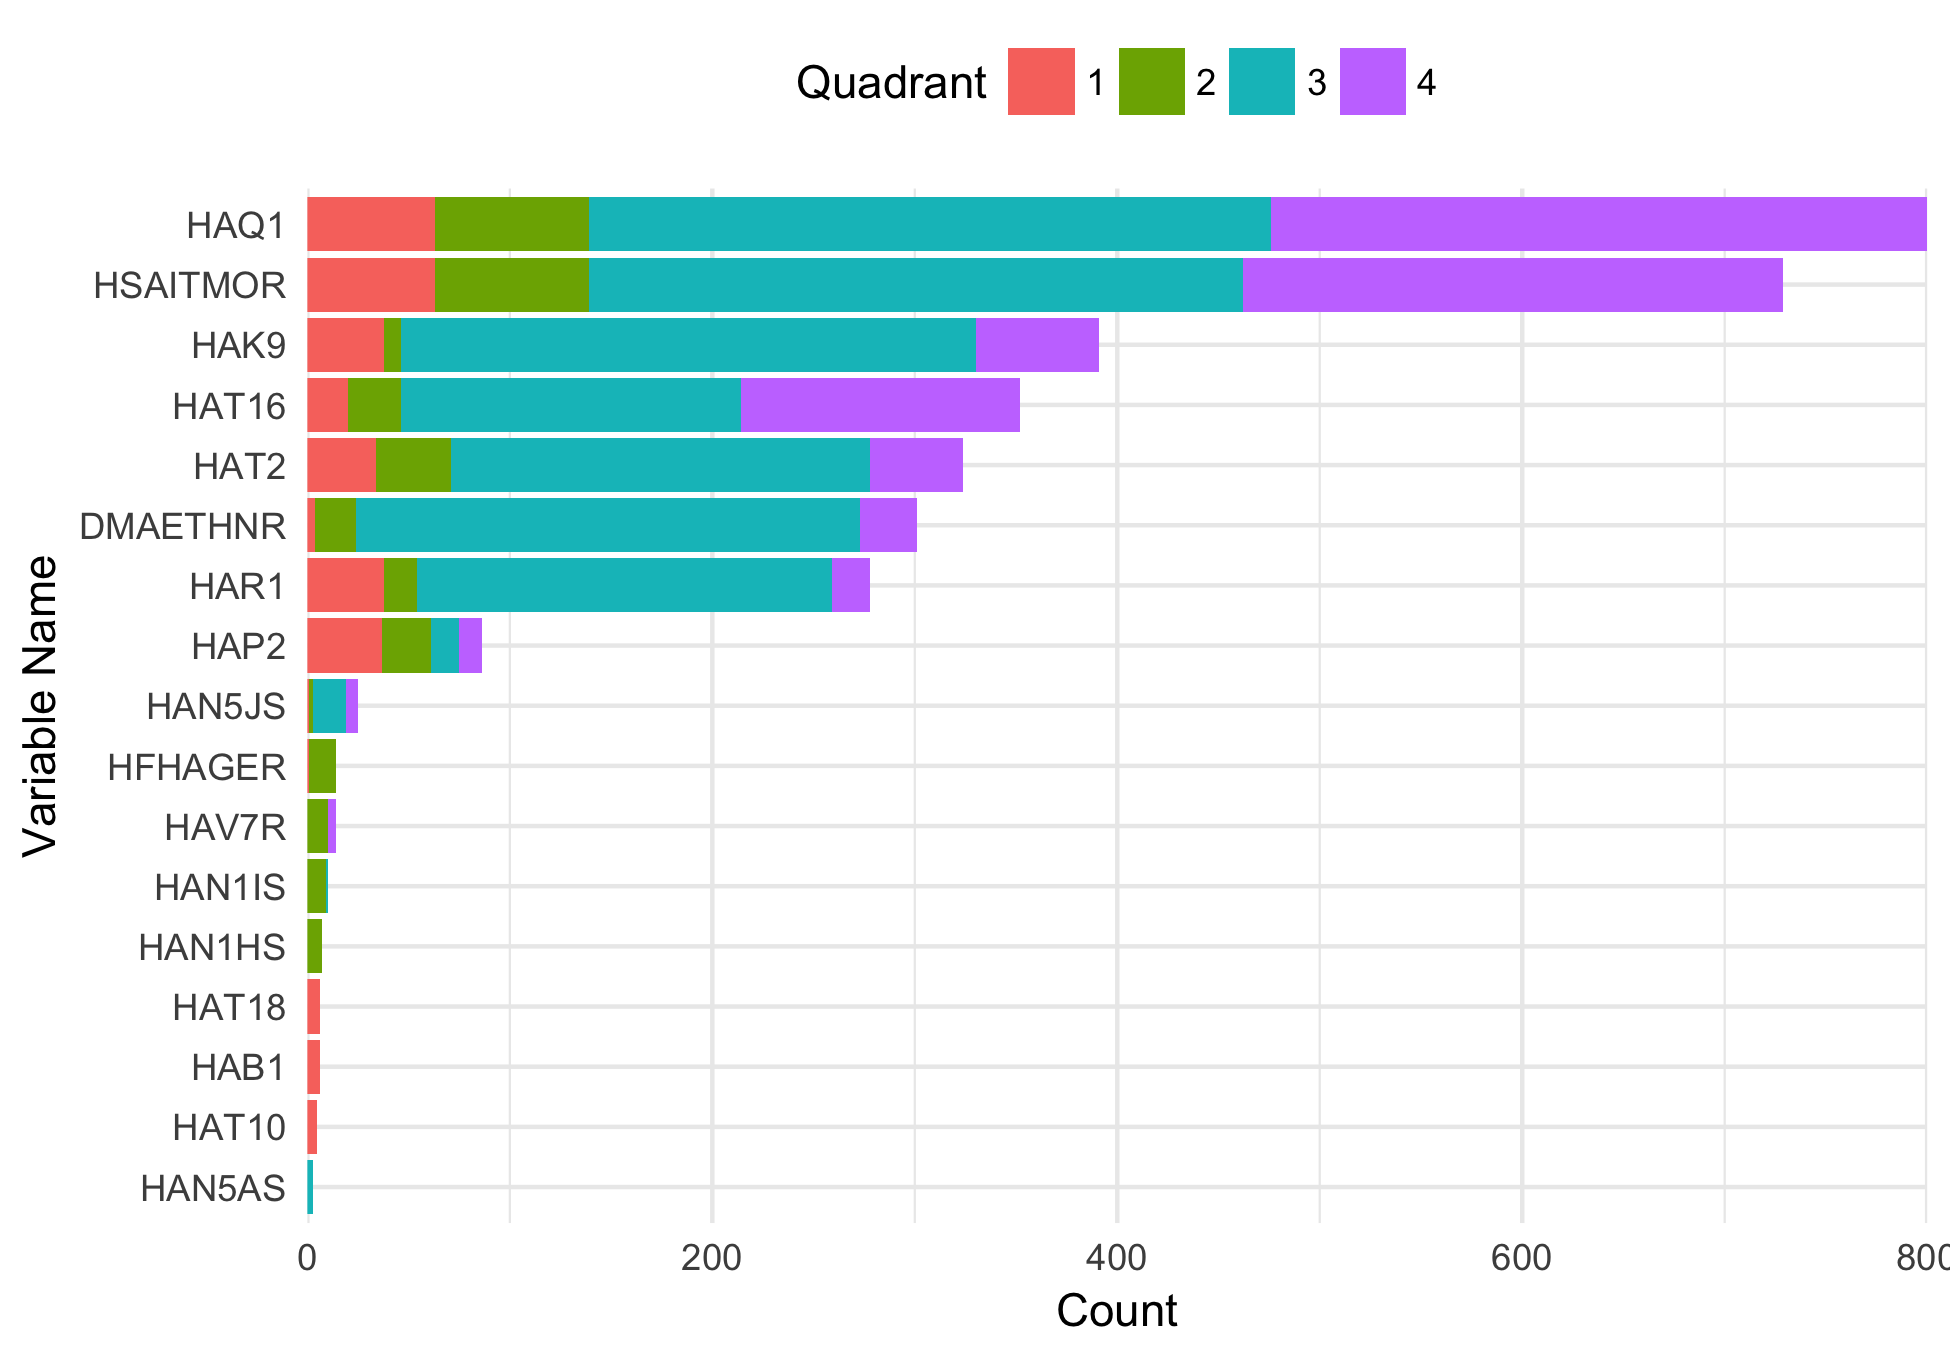 Quadrant 1 2 3 4
HAQ1
HSAITMOR
HAK9
HAT16
HAT2
DMAETHNR
HAR1
HAP2
HAN5JS
HFHAGER
HAV7R
HAN1IS
HAN1HS
HAT18
HAB1
HAT10
HAN5AS
Variable Name
0 200 400 600 800
Count